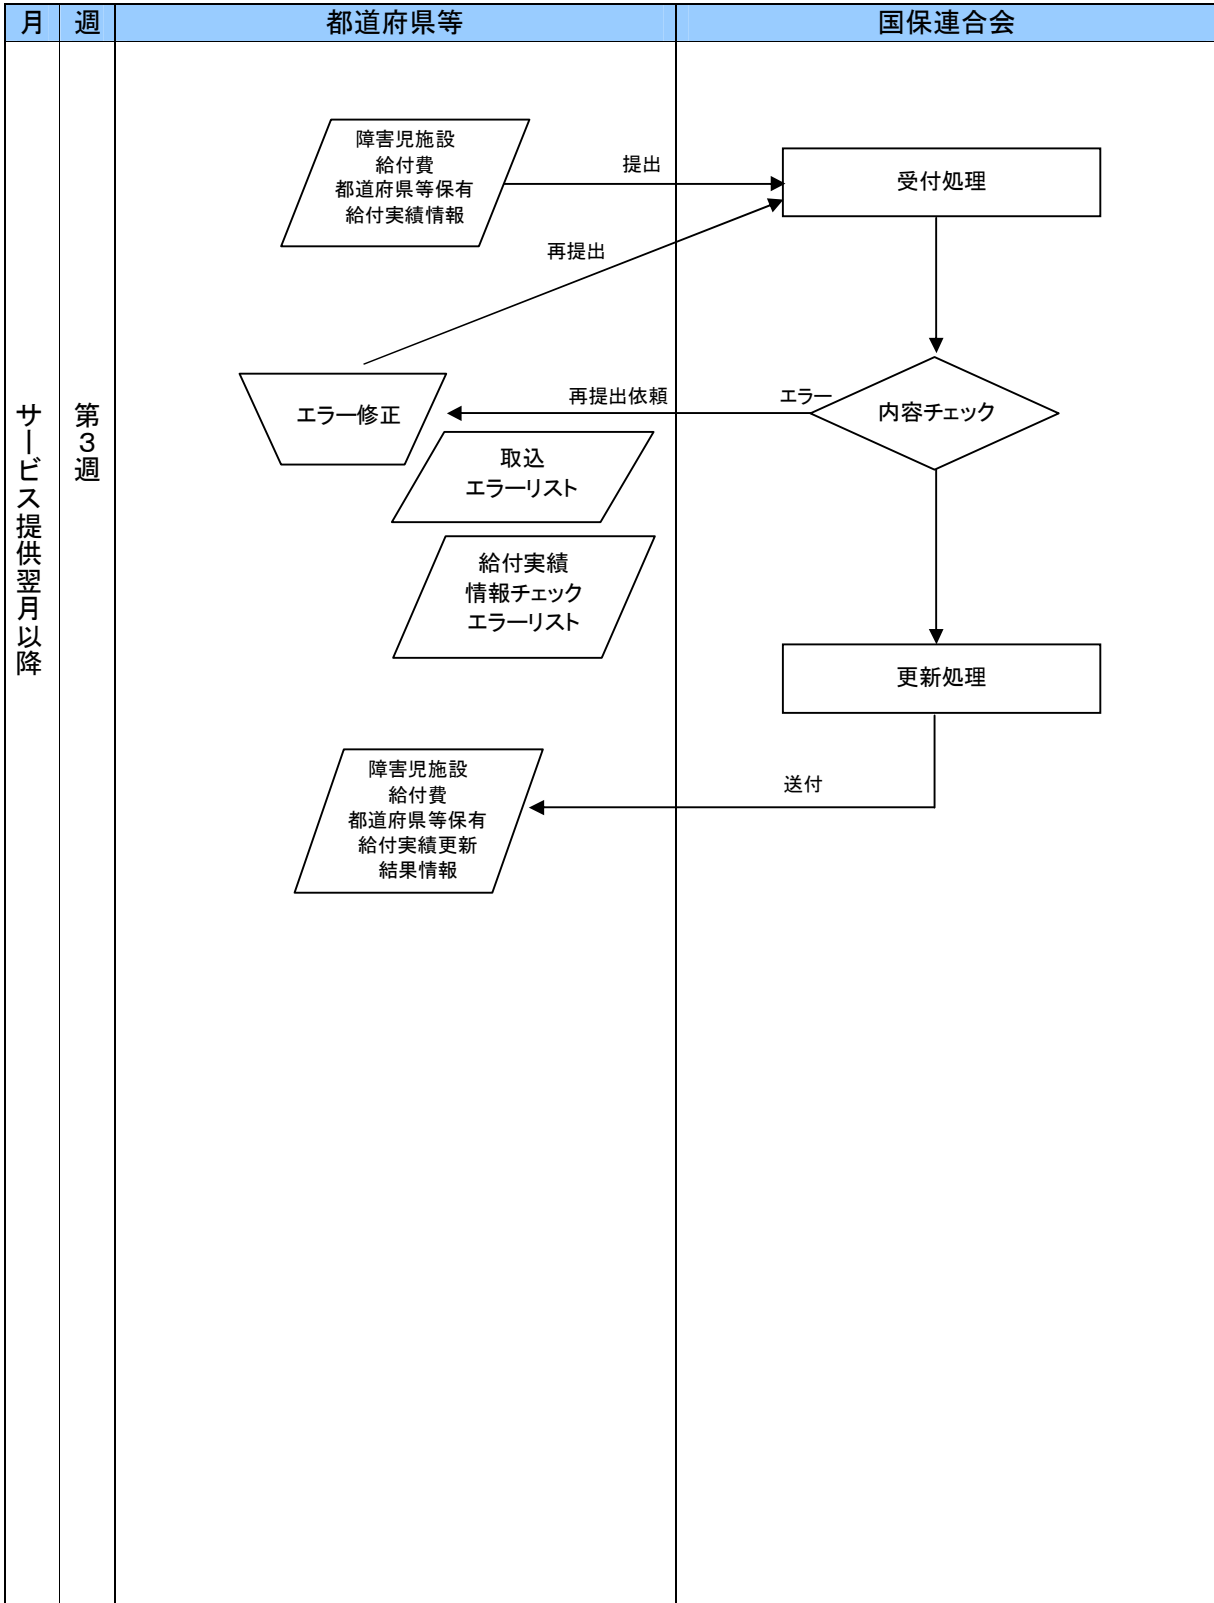 月
週
都道府県等
国保連合会
サービス提供翌月以降
第3週
障害児施設
給付費
都道府県等保有
給付実績情報
提出
受付処理
再提出
エラー修正
再提出依頼
エラー
内容チェック
取込
エラーリスト
給付実績
情報チェック
エラーリスト
更新処理
障害児施設
給付費
都道府県等保有
給付実績更新
結果情報
送付